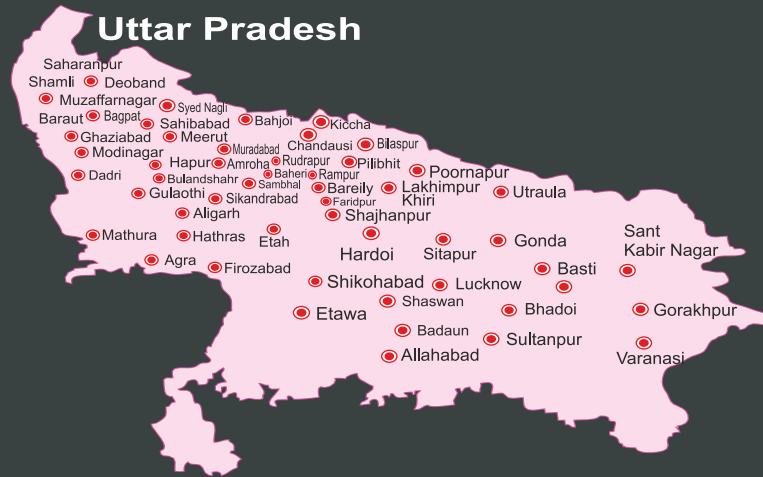 Uttar Pradesh
Saharanpur
Shamli
Deoband
Muzaffarnagar
Syed Nagli
Baraut
Bagpat
Sahibabad
Bahjoi
Kiccha
Ghaziabad
Meerut
Chandausi
Bilaspur
Modinagar
Muradabad
Hapur
Amroha
Rudrapur
Pilibhit
Dadri
Bulandshahr
Baheri
Rampur
Poornapur
Gulaothi
Sambhal
Bareily
Lakhimpur
Khiri
Utraula
Sikandrabad
Faridpur
Aligarh
Shajhanpur
Mathura
Hathras
Etah
Hardoi
Sitapur
Gonda
Sant
Kabir Nagar
Agra
Firozabad
Basti
Shikohabad
Lucknow
Shaswan
Etawa
Bhadoi
Gorakhpur
Badaun
Sultanpur
Allahabad
Varanasi